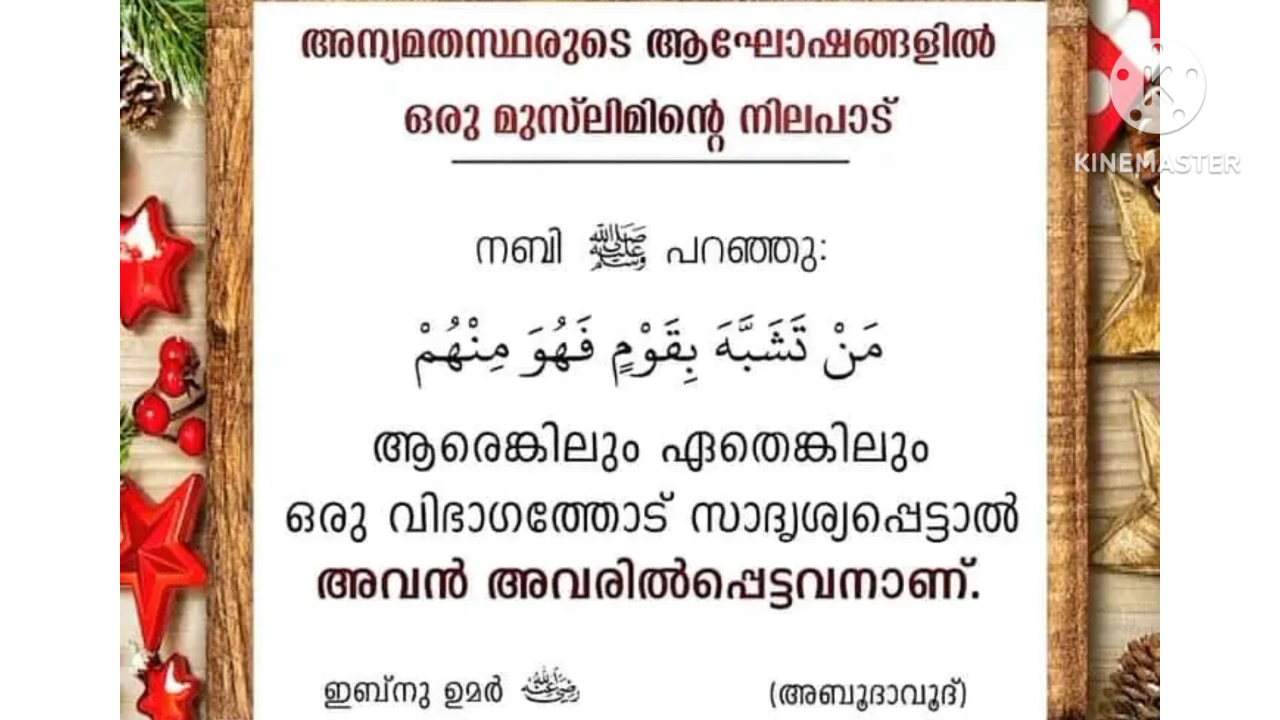 അന്യമതസ്ഥരുടെ ആഘോഷങ്ങളിൽ
ഒരു മുസ്‌ലിമിന്റെ നിലപാട്
നബി ﷺ പറഞ്ഞു:
مَنْ تَشَبَّهَ بِقَوْمٍ فَهُوَ مِنْهُمْ
ആരെങ്കിലും ഏതെങ്കിലും
ഒരു വിഭാഗത്തോട് സാദൃശ്യപ്പെട്ടാൽ
അവൻ അവരിൽപ്പെട്ടവനാണ്.
ഇബ്നു ഉമർ رضي الله عنه (അബൂദാവൂദ്)
KINEMASTER